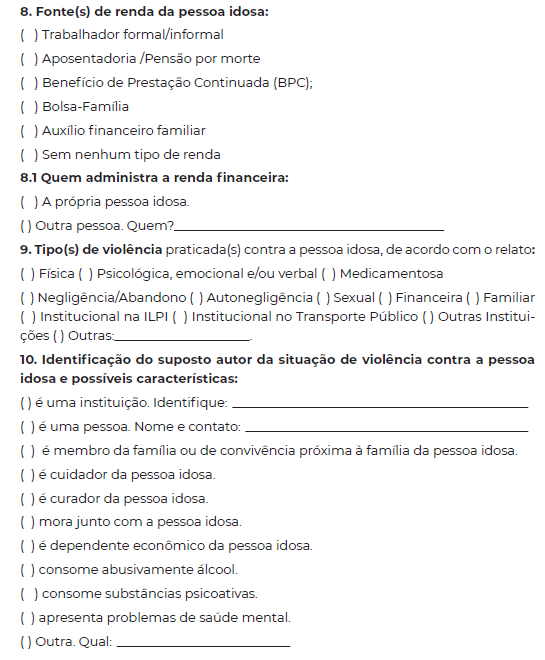 8. Fonte(s) de renda da pessoa idosa:
(  ) Trabalhador formal/informal
(  ) Aposentadoria /Pensão por morte
(  ) Benefício de Prestação Continuada (BPC);
(  ) Bolsa-Família
(  ) Auxílio financeiro familiar
(  ) Sem nenhum tipo de renda
8.1 Quem administra a renda financeira:
(  ) A própria pessoa idosa.
( ) Outra pessoa. Quem?______________________________________
9. Tipo(s) de violência praticada(s) contra a pessoa idosa, de acordo com o relato:
(  ) Física (  ) Psicológica, emocional e/ou verbal (  ) Medicamentosa
( ) Negligência/Abandono ( ) Autonegligência ( ) Sexual ( ) Financeira ( ) Familiar
(  ) Institucional na ILPI (  ) Institucional no Transporte Público ( ) Outras Institui-
ções ( ) Outras:___________________.
10. Identificação do suposto autor da situação de violência contra a pessoa
idosa e possíveis características:
( ) é uma instituição. Identifique: __________________________________________
(  ) é uma pessoa. Nome e contato: ________________________________________
(  )  é membro da família ou de convivência próxima à família da pessoa idosa.
(  ) é cuidador da pessoa idosa.
(  ) é curador da pessoa idosa.
(  ) mora junto com a pessoa idosa.
(  ) é dependente econômico da pessoa idosa.
(  ) consome abusivamente álcool.
(  ) consome substâncias psicoativas.
(  ) apresenta problemas de saúde mental.
( ) Outra. Qual: _________________________